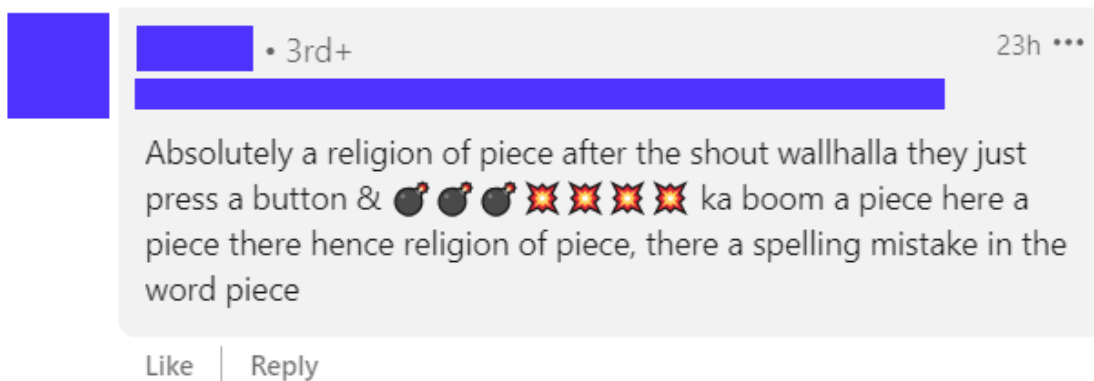 • 3rd+
23h •••
Absolutely a religion of piece after the shout wallhalla they just
press a button & 💣💣💣💥💥💥💥 ka boom a piece here a
piece there hence religion of piece, there a spelling mistake in the
word piece
Like | Reply